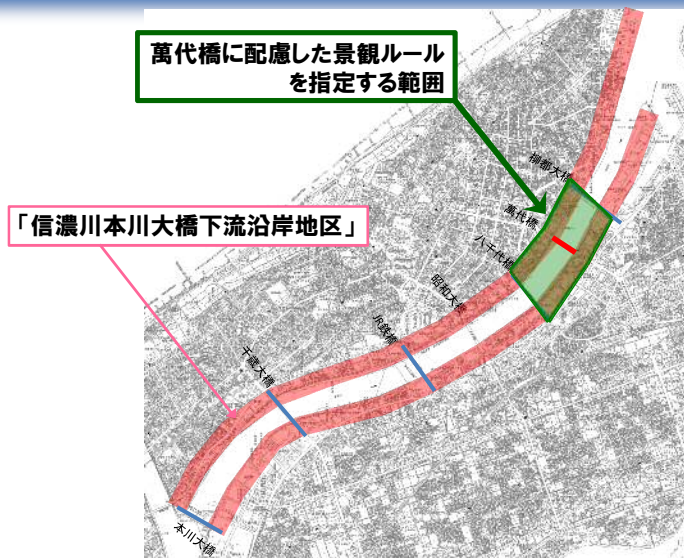 萬代橋に配慮した景観ルール
を指定する範囲
柳都大橋
萬代橋
「信濃川本川大橋下流沿岸地区」
八千代橋
昭和大橋
JR鉄橋
千歳大橋
本川大橋